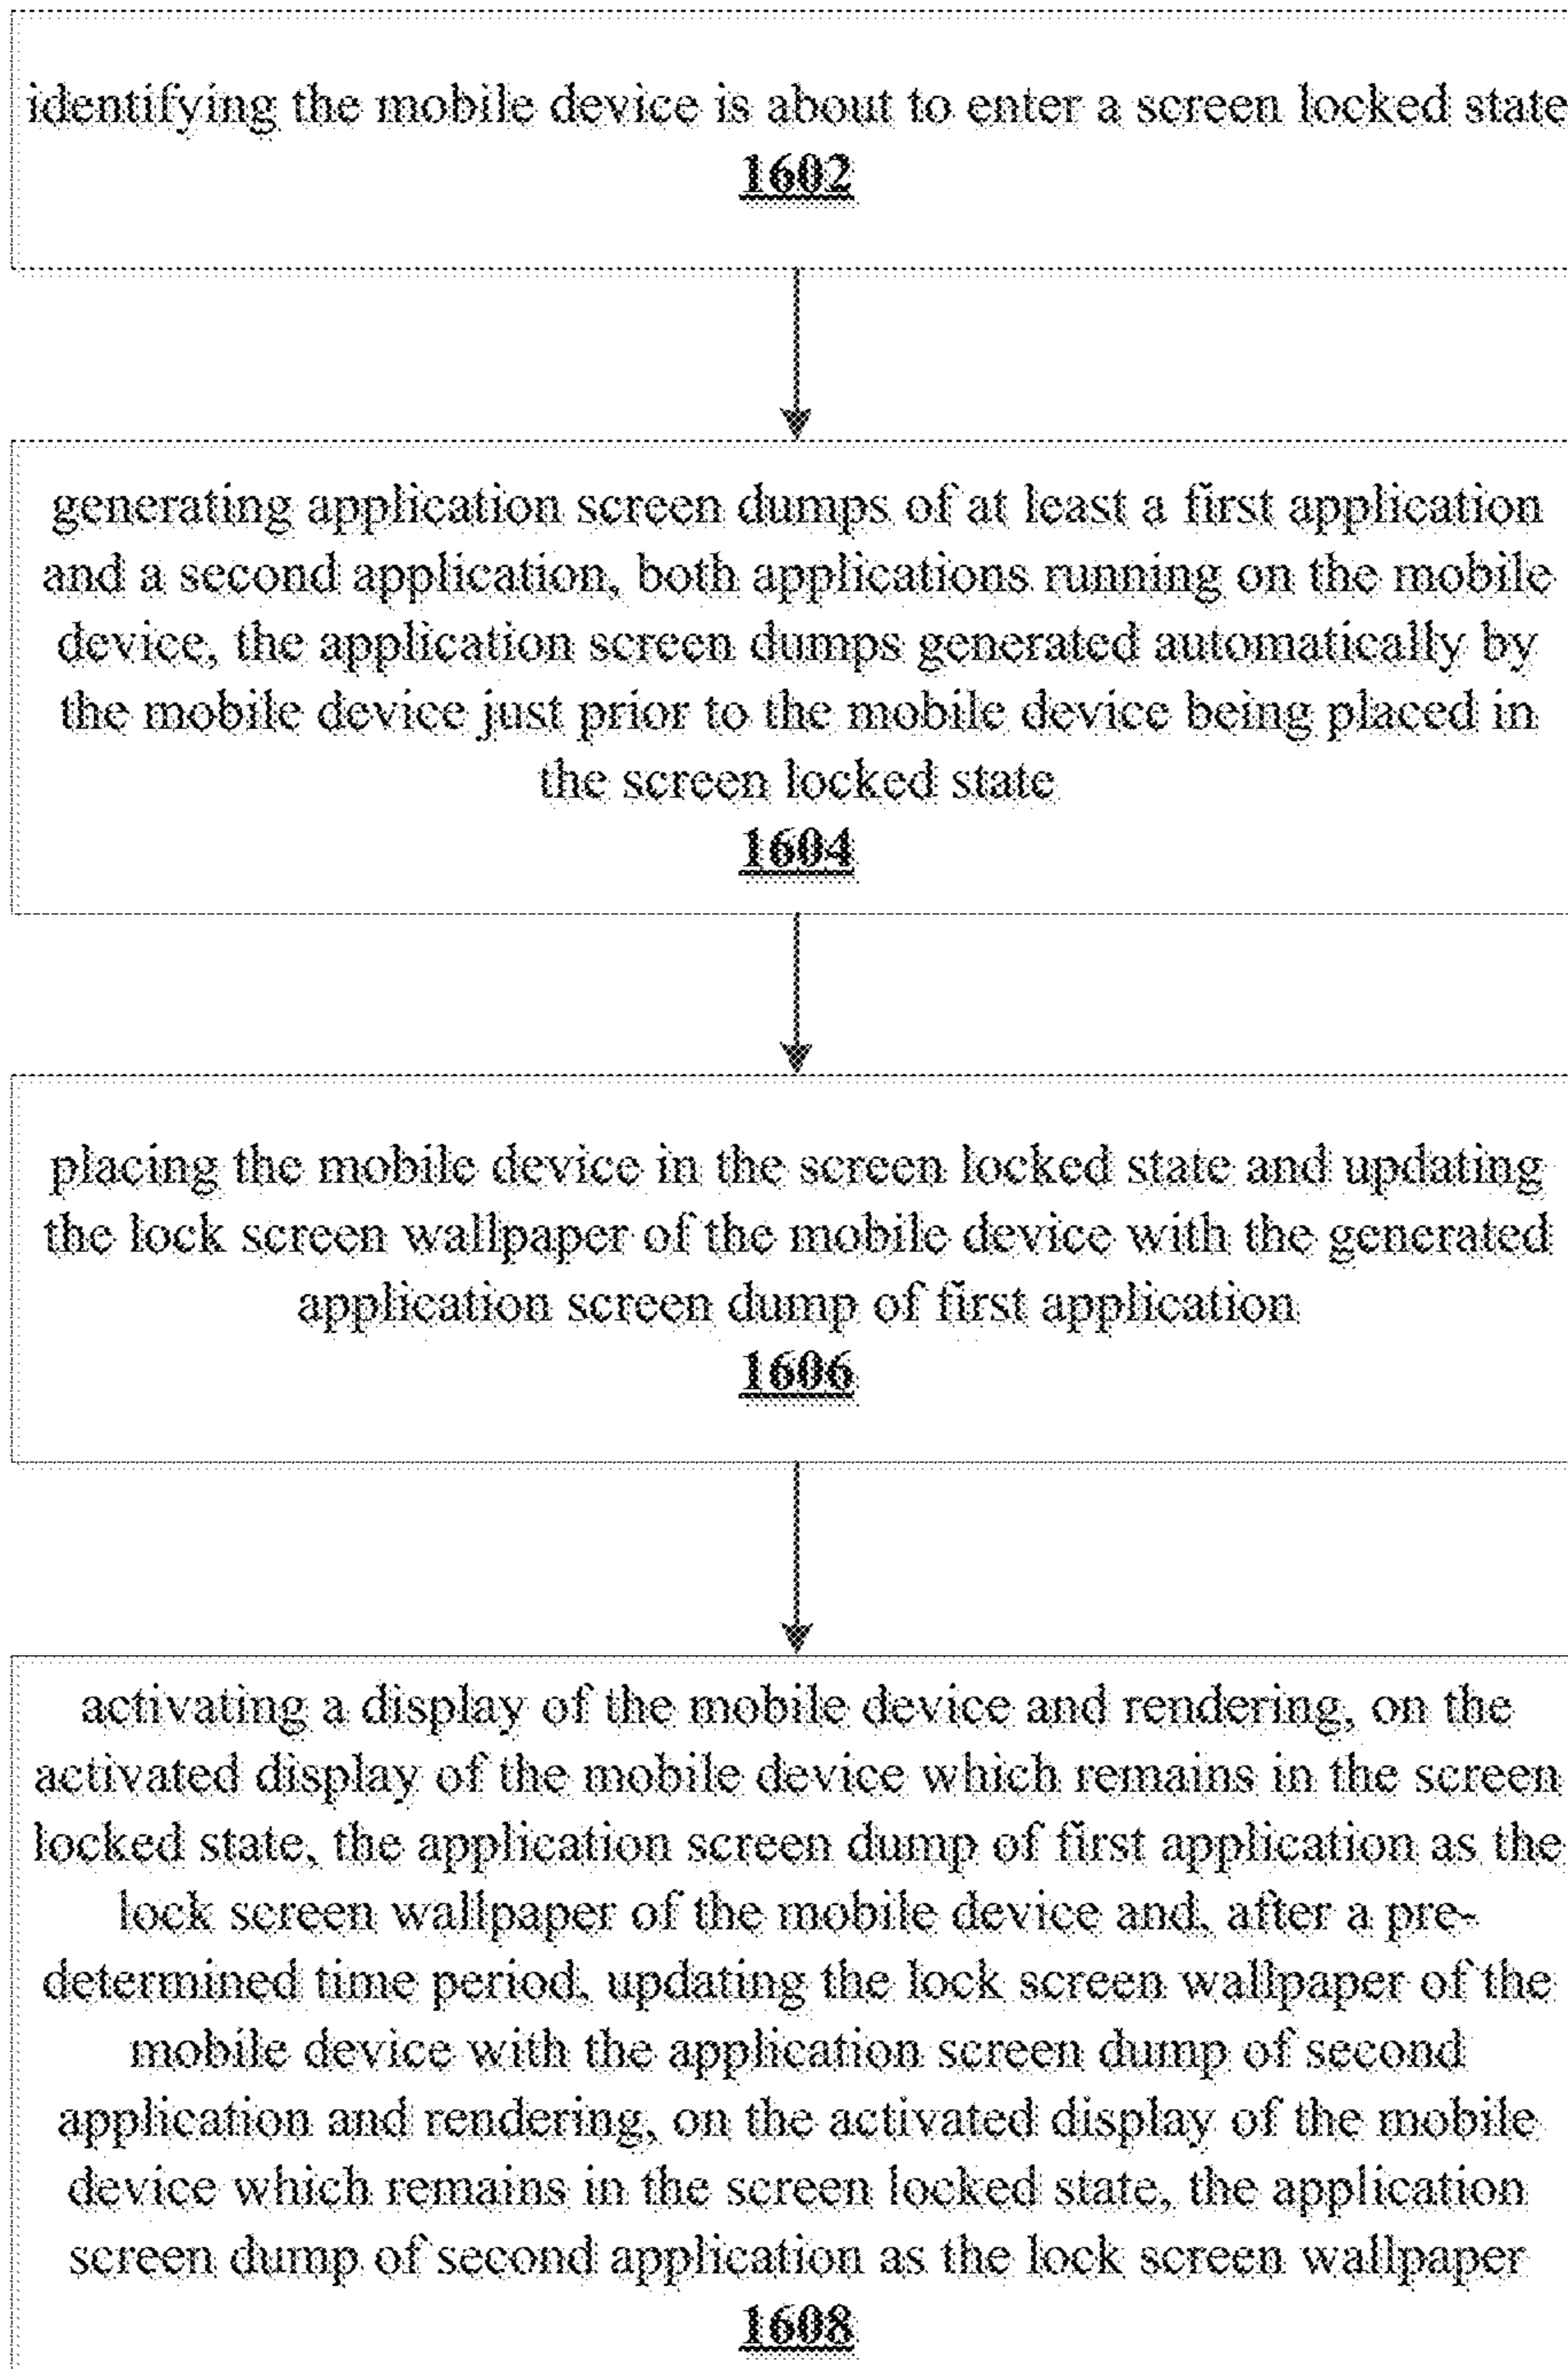 identifying the mobile device is about to enter a screen locked state
1602
generating application screen dumps of at least a first application
and a second application, both applications running on the mobile
device, the application screen dumps generated automatically by
the mobile device just prior to the mobile device being placed in
the screen locked state
1604
placing the mobile device in the screen locked state and updating
the lock screen wallpaper of the mobile device with the generated
application screen dump of first application
1606
activating a display of the mobile device and rendering, on the
activated display of the mobile device which remains in the screen
locked state, the application screen dump of first application as the
lock screen wallpaper of the mobile device and, after a pre-
determined time period, updating the lock screen wallpaper of the
mobile device with the application screen dump of second
application and rendering, on the activated display of the mobile
device which remains in the screen locked state, the application
screen dump of second application as the lock screen wallpaper
1608